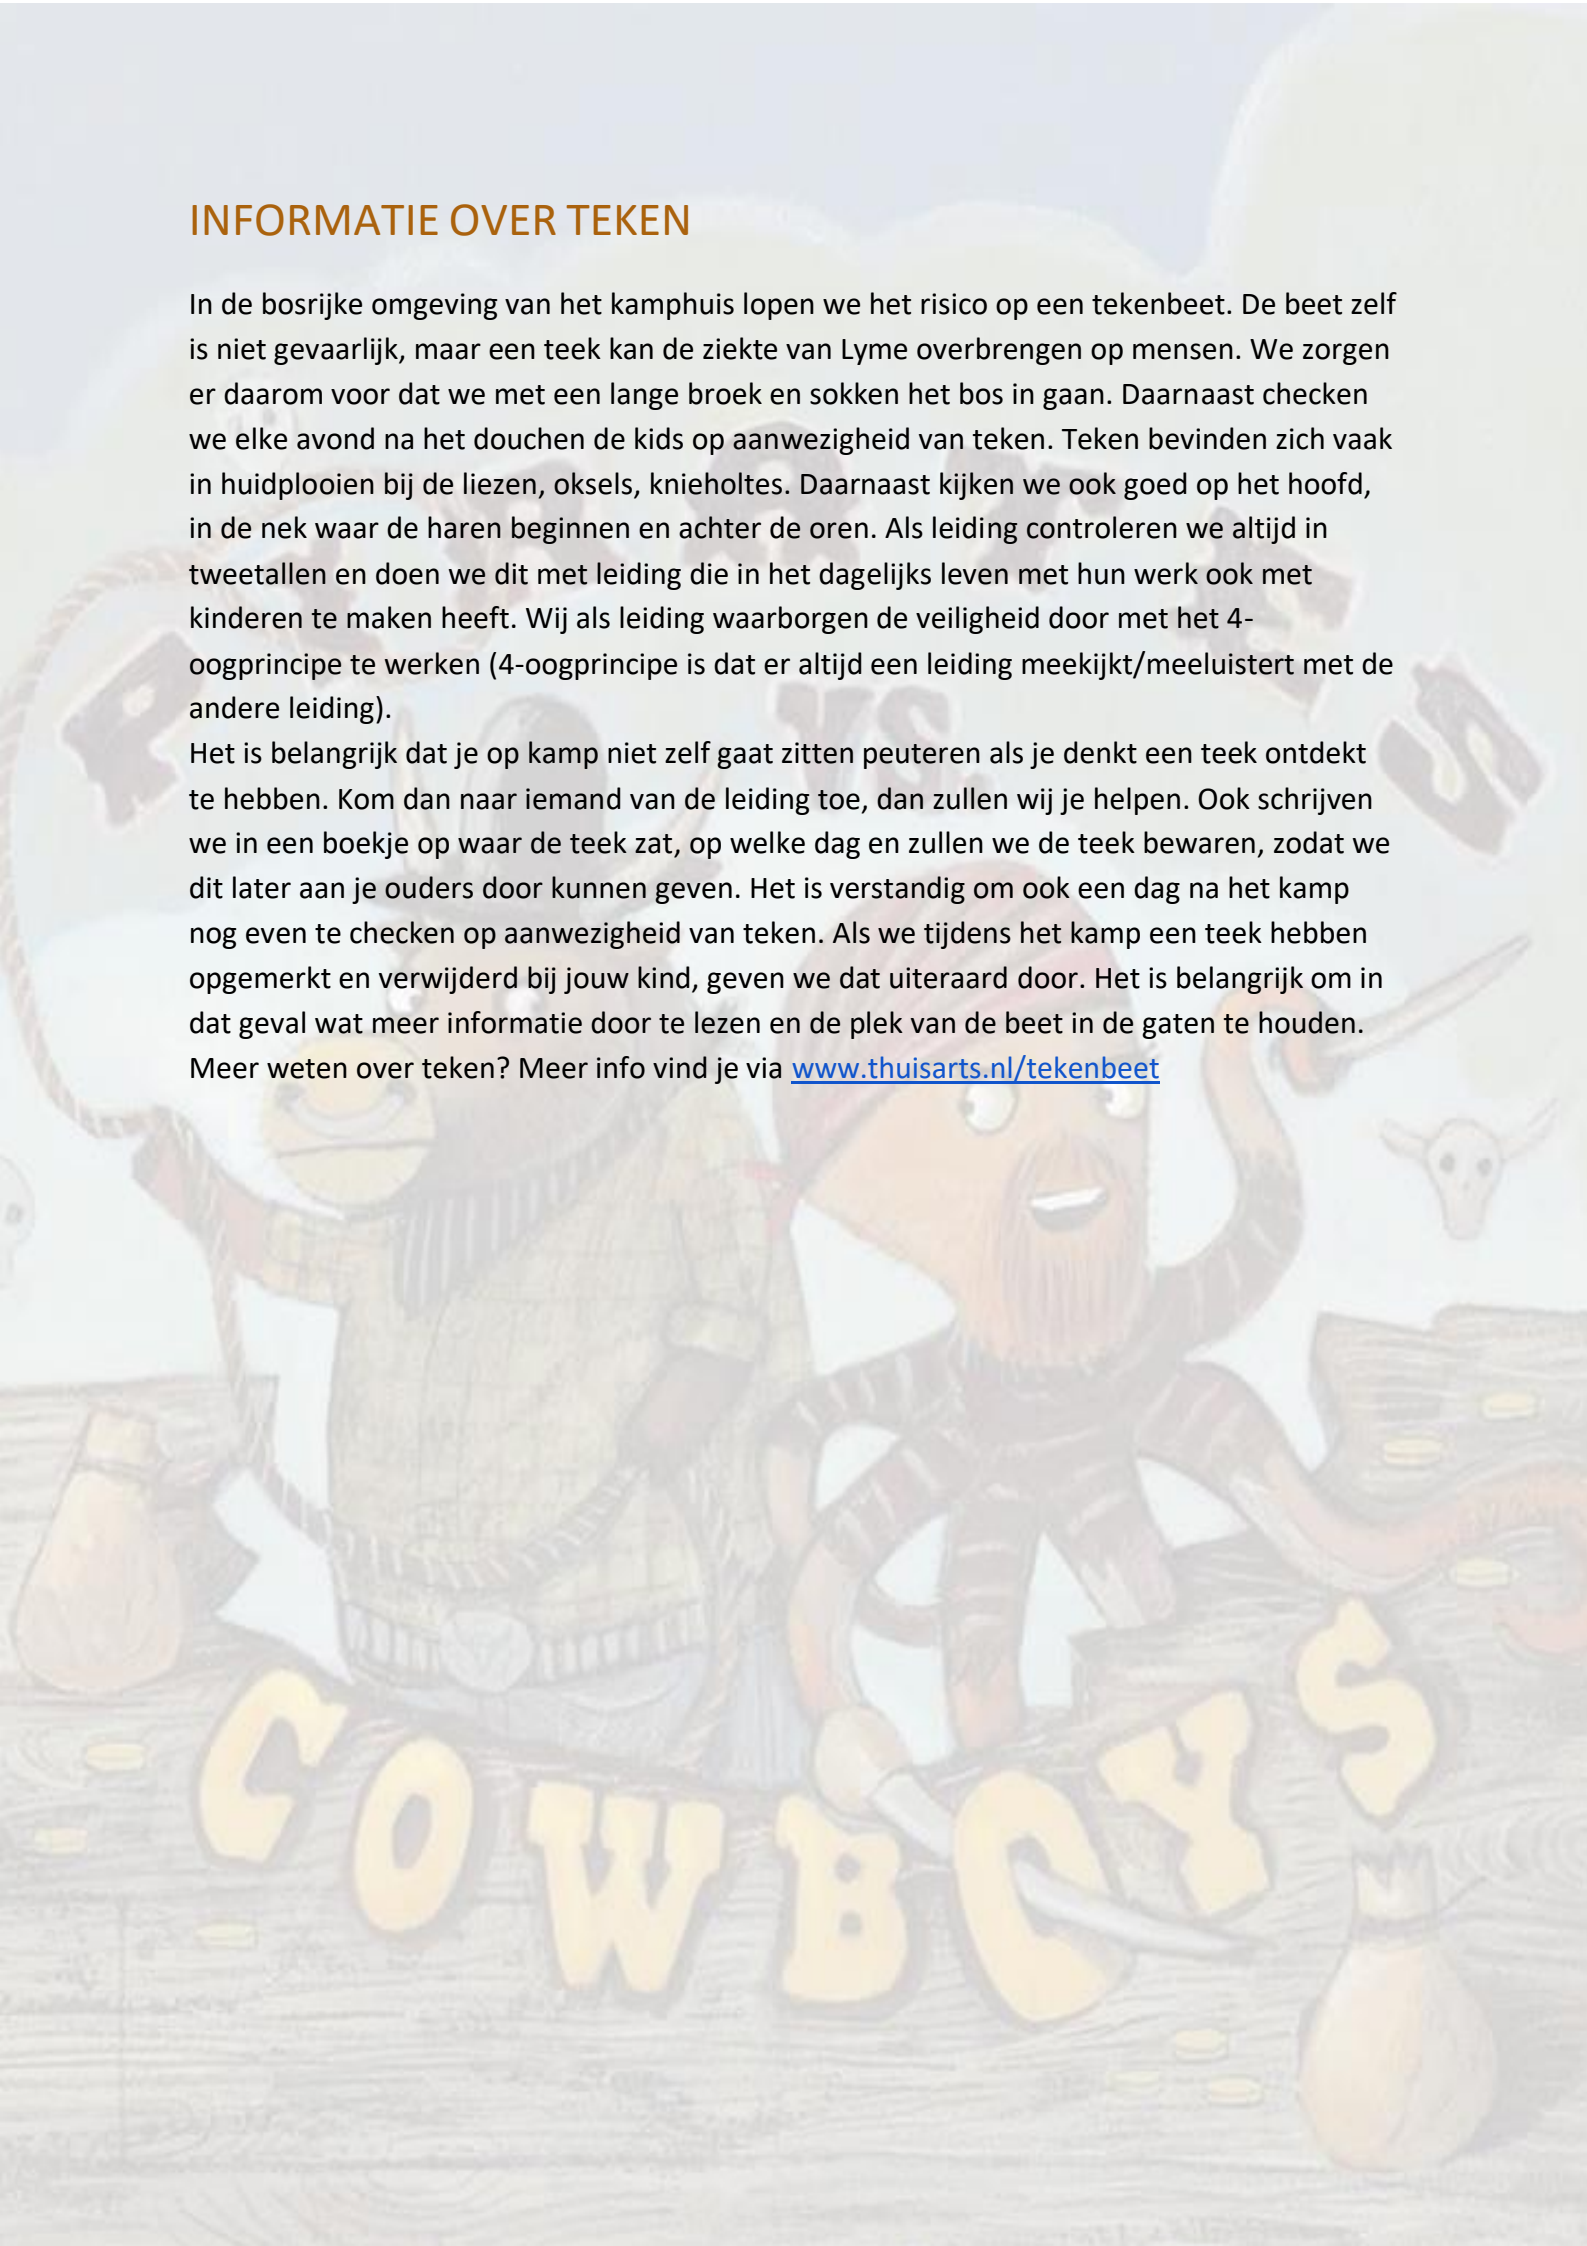 INFORMATIE OVER TEKEN
In de bosrijke omgeving van het kamphuis lopen we het risico op een tekenbeet. De beet zelf
is niet gevaarlijk, maar een teek kan de ziekte van Lyme overbrengen op mensen. We zorgen
er daarom voor dat we met een lange broek en sokken het bos in gaan. Daarnaast checken
we elke avond na het douchen de kids op aanwezigheid van teken. Teken bevinden zich vaak
in huidplooien bij de liezen, oksels, knieholtes. Daarnaast kijken we ook goed op het hoofd,
in de nek waar de haren beginnen en achter de oren. Als leiding controleren we altijd in
tweetallen en doen we dit met leiding die in het dagelijks leven met hun werk ook met
kinderen te maken heeft. Wij als leiding waarborgen de veiligheid door met het 4-
oogprincipe te werken (4-oogprincipe is dat er altijd een leiding meekijkt/meeluistert met de
andere leiding).
Het is belangrijk dat je op kamp niet zelf gaat zitten peuteren als je denkt een teek ontdekt
te hebben. Kom dan naar iemand van de leiding toe, dan zullen wij je helpen. Ook schrijven
we in een boekje op waar de teek zat, op welke dag en zullen we de teek bewaren, zodat we
dit later aan je ouders door kunnen geven. Het is verstandig om ook een dag na het kamp
nog even te checken op aanwezigheid van teken. Als we tijdens het kamp een teek hebben
opgemerkt en verwijderd bij jouw kind, geven we dat uiteraard door. Het is belangrijk om in
dat geval wat meer informatie door te lezen en de plek van de beet in de gaten te houden.
Meer weten over teken? Meer info vind je via www.thuisarts.nl/tekenbeet
PIRATES
VS.
COWBOYS